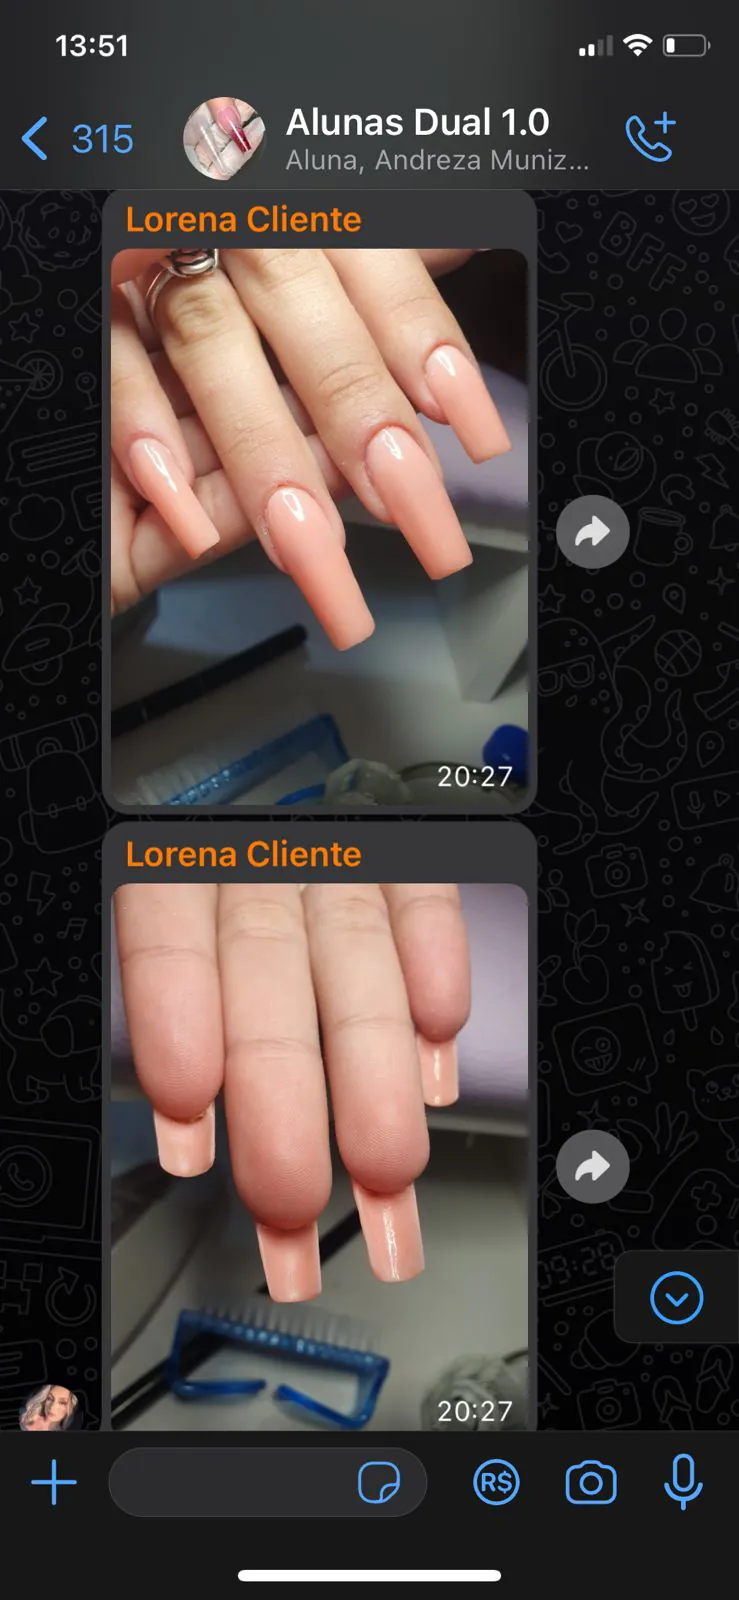 13:51
315
Alunas Dual 1.0
Aluna, Andreza Muniz...
Lorena Cliente
20:27
Lorena Cliente
20:27
R$